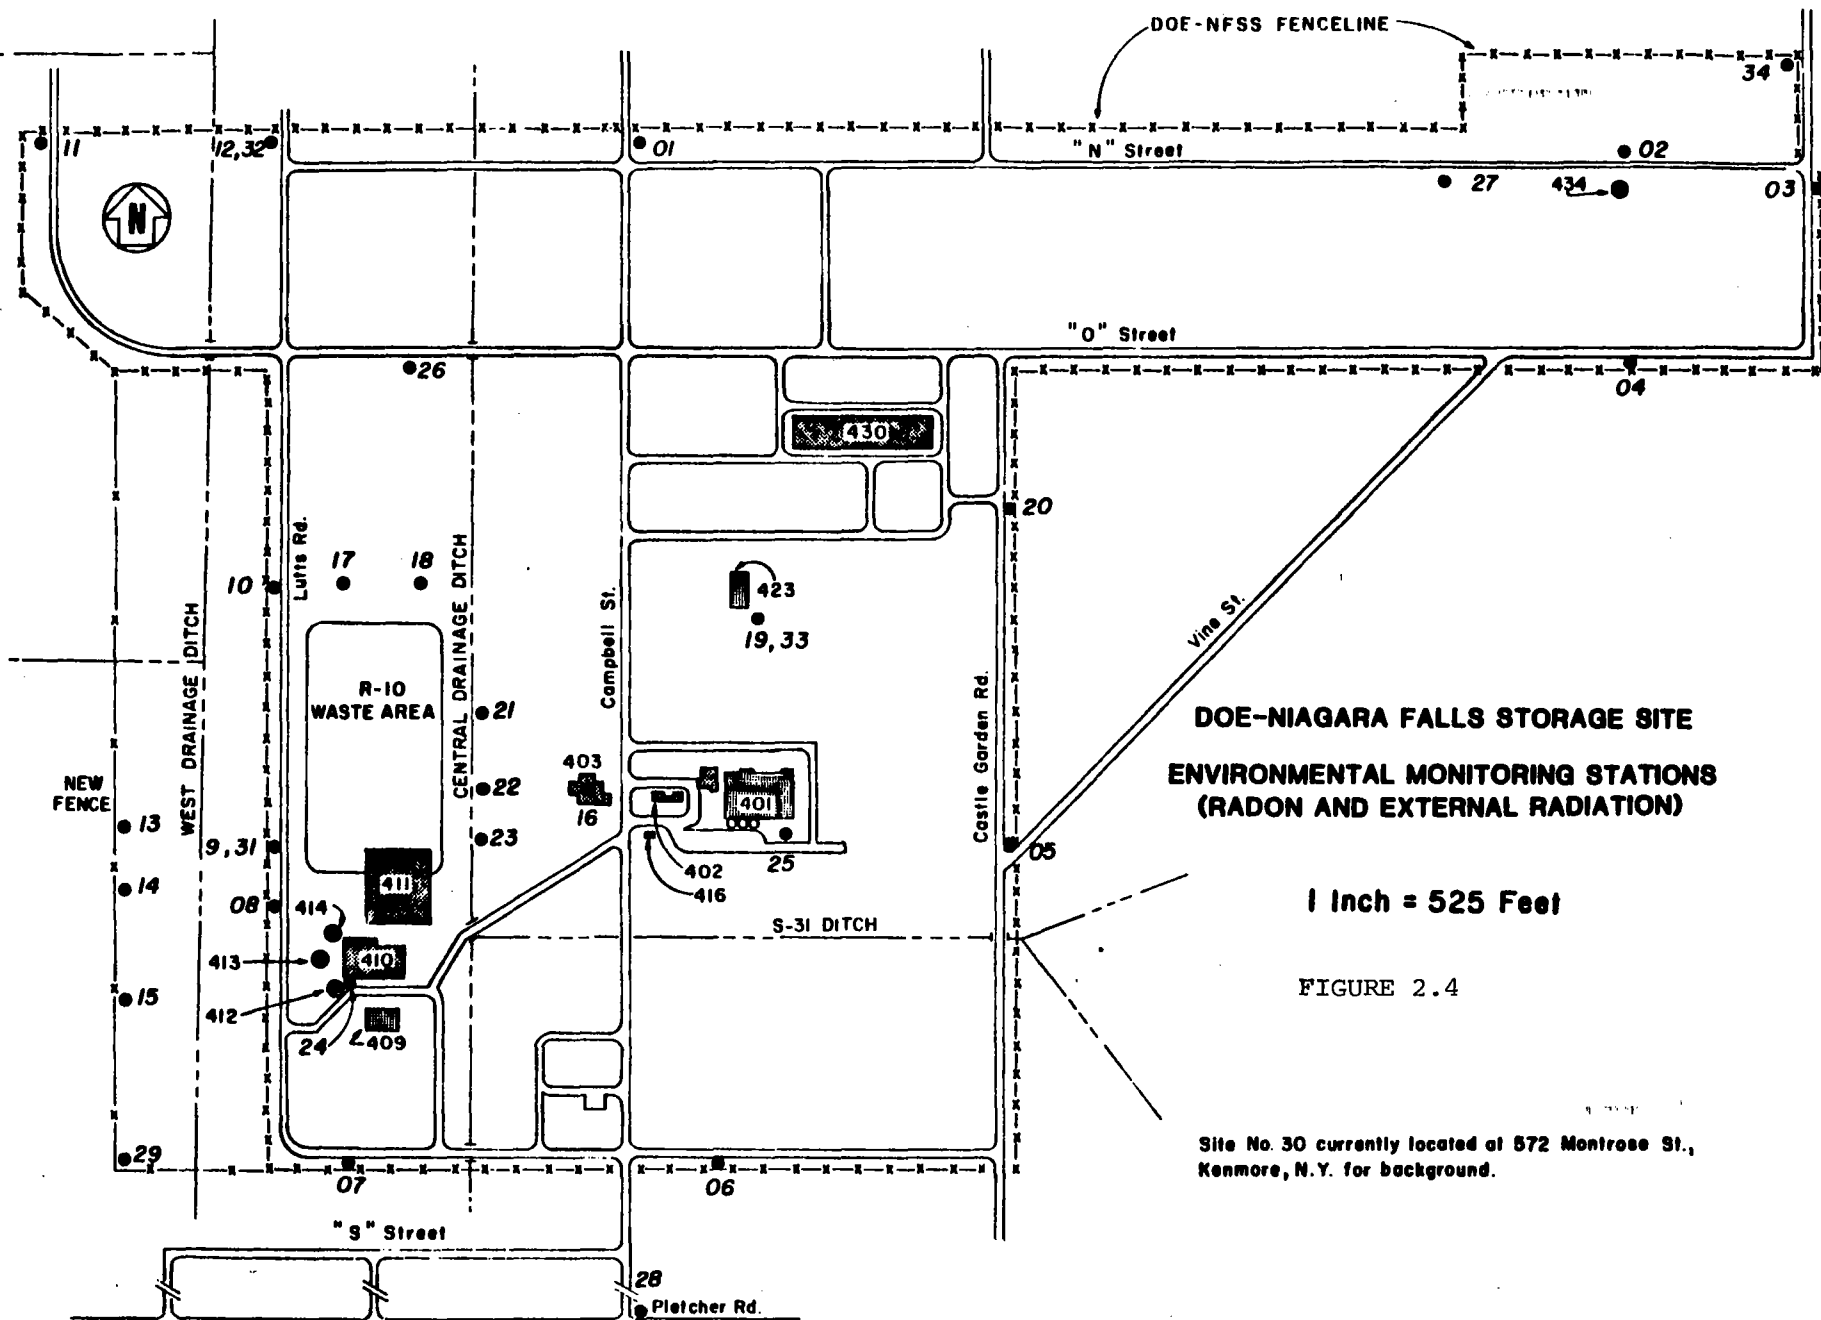 DOE-NFSS FENCELINE
34
11
12,32
01
"N" Street
02
27
434
03
N
"O" Street
26
04
430
20
Lutts Rd.
17
18
CENTRAL DRAINAGE DITCH
10
423
19,33
Campbell St.
Vine St.
WEST DRAINAGE DITCH
R-10
WASTE AREA
21
Castle Garden Rd.
DOE-NIAGARA FALLS STORAGE SITE
ENVIRONMENTAL MONITORING STATIONS
(RADON AND EXTERNAL RADIATION)
NEW
FENCE
403
22
401
16
13
9,31
23
05
25
402
411
14
416
1 Inch = 525 Feet
08
414
S-31 DITCH
413
410
FIGURE 2.4
15
412
24
409
29
07
06
Site No. 30 currently located at 572 Montrose St.,
Kenmore, N.Y. for background.
"S" Street
28
Pletcher Rd.